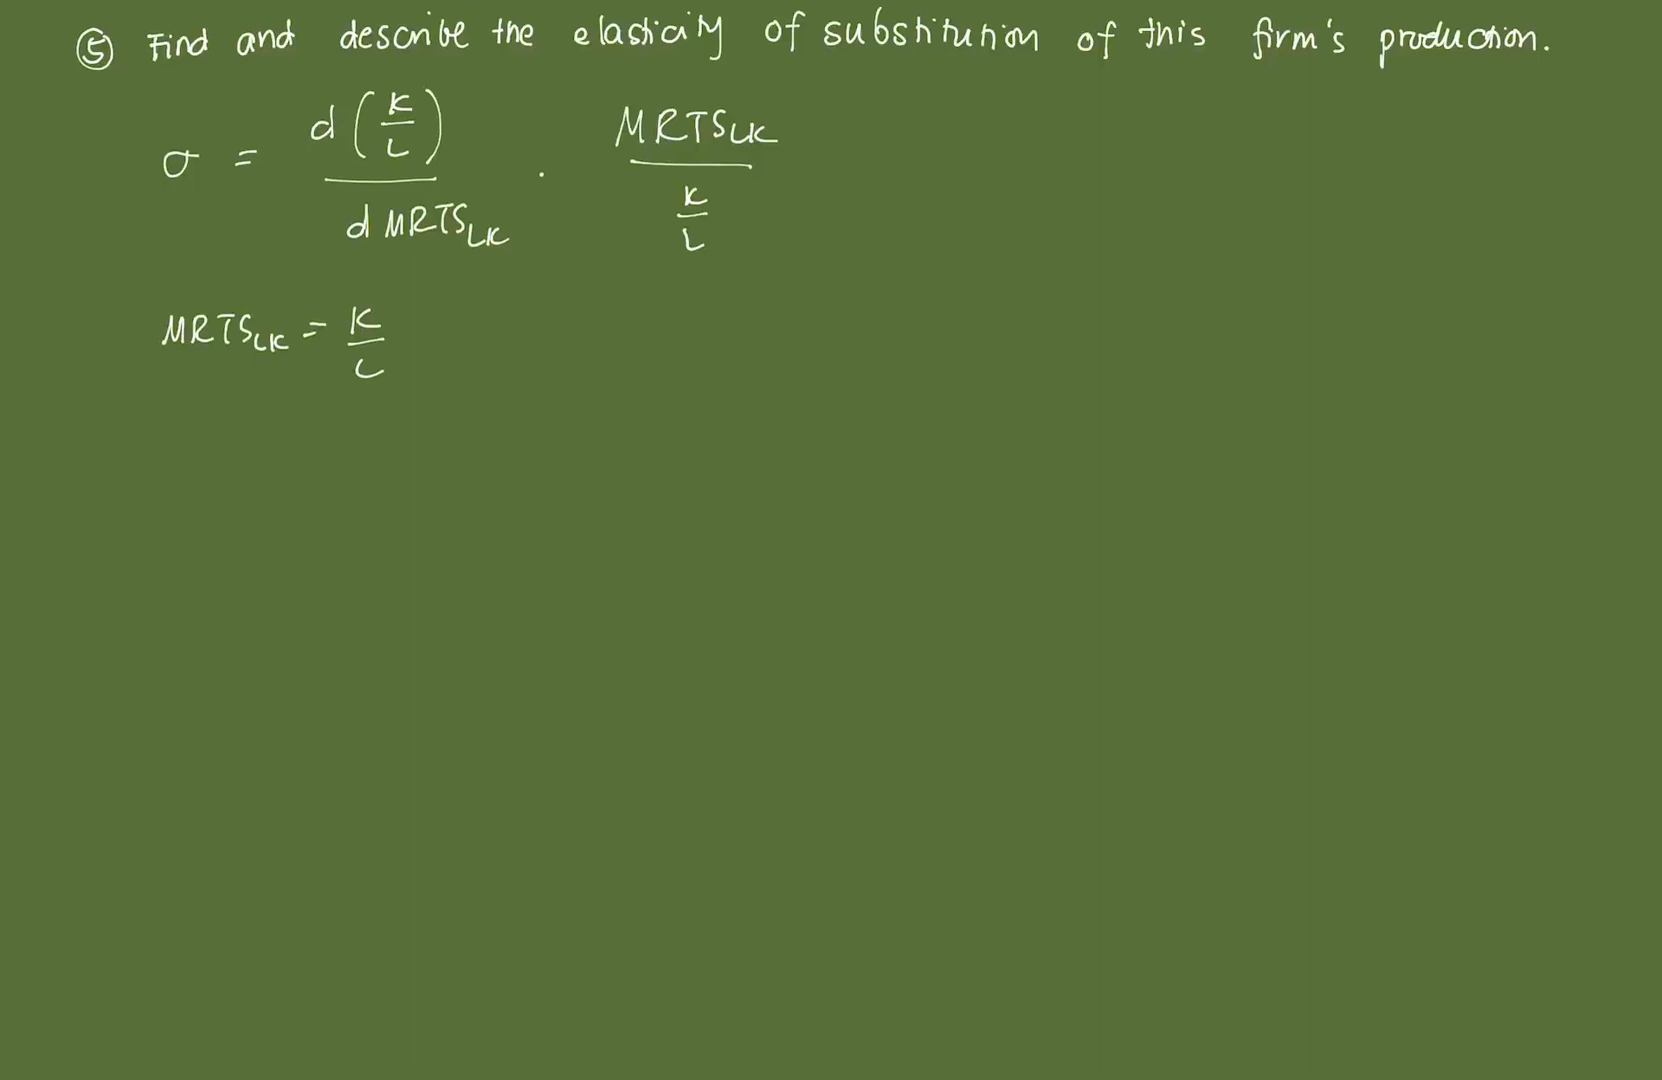 ⑤ Find and describe the elasticity of substitution of this firm's production.
σ = d(K/L) / d MRTS_LK · MRTS_LK / (K/L)
MRTS_LK = K/L